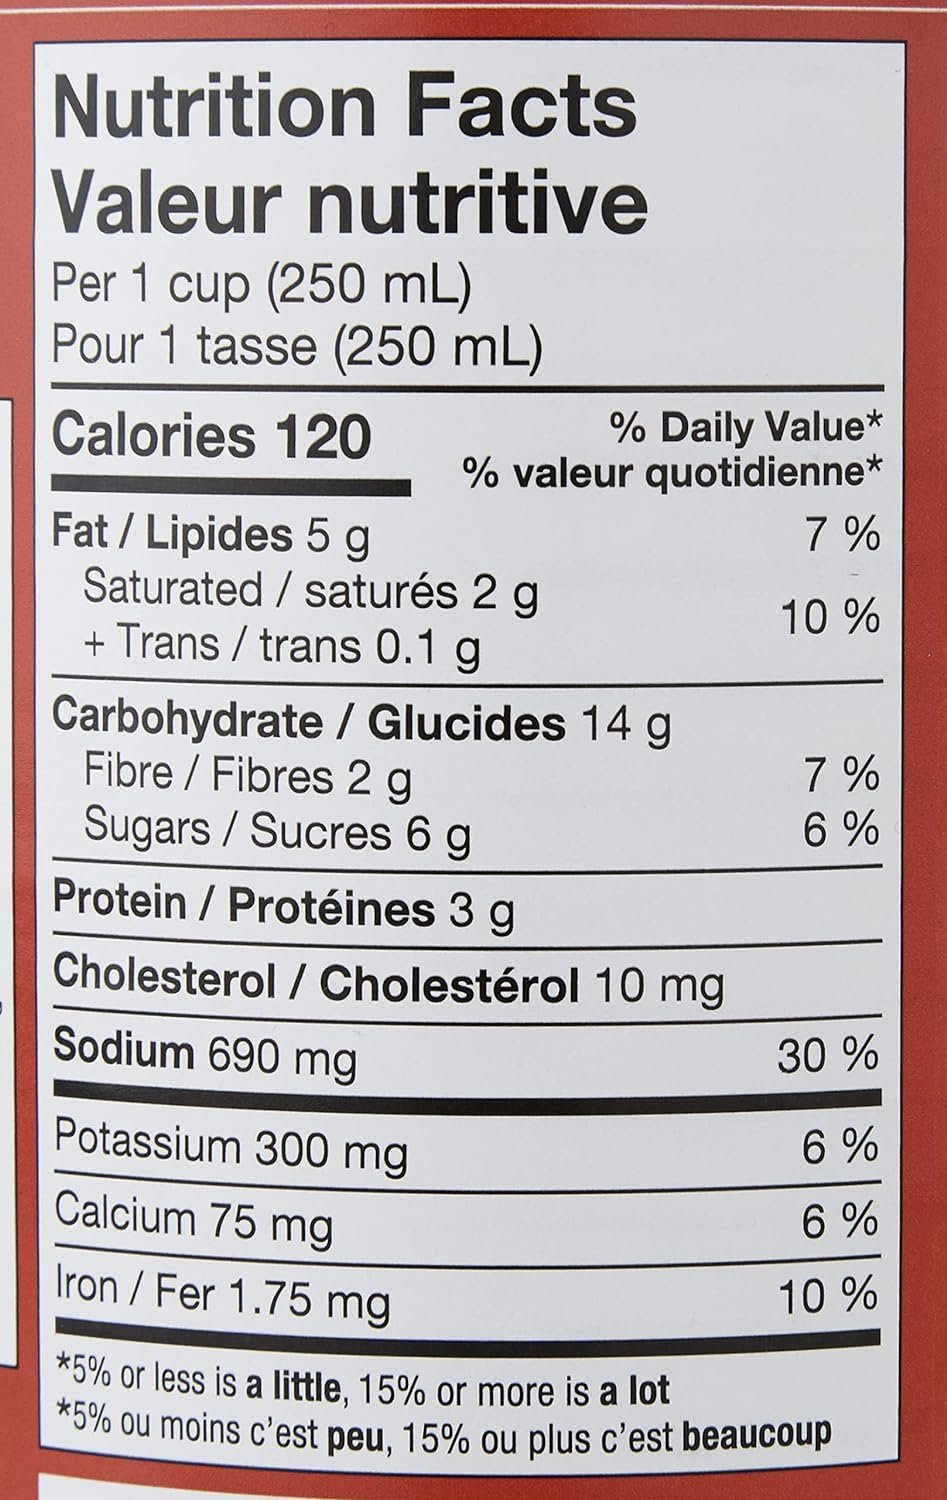 Nutrition Facts
Valeur nutritive
Per 1 cup (250 mL)
Pour 1 tasse (250 mL)
Calories 120
% Daily Value*
% valeur quotidienne*
Fat / Lipides 5 g 7 %
Saturated / saturés 2 g
+ Trans / trans 0.1 g 10 %
Carbohydrate / Glucides 14 g
Fibre / Fibres 2 g 7 %
Sugars / Sucres 6 g 6 %
Protein / Protéines 3 g
Cholesterol / Cholestérol 10 mg
Sodium 690 mg 30 %
Potassium 300 mg 6 %
Calcium 75 mg 6 %
Iron / Fer 1.75 mg 10 %
*5% or less is a little, 15% or more is a lot
*5% ou moins c'est peu, 15% ou plus c'est beaucoup